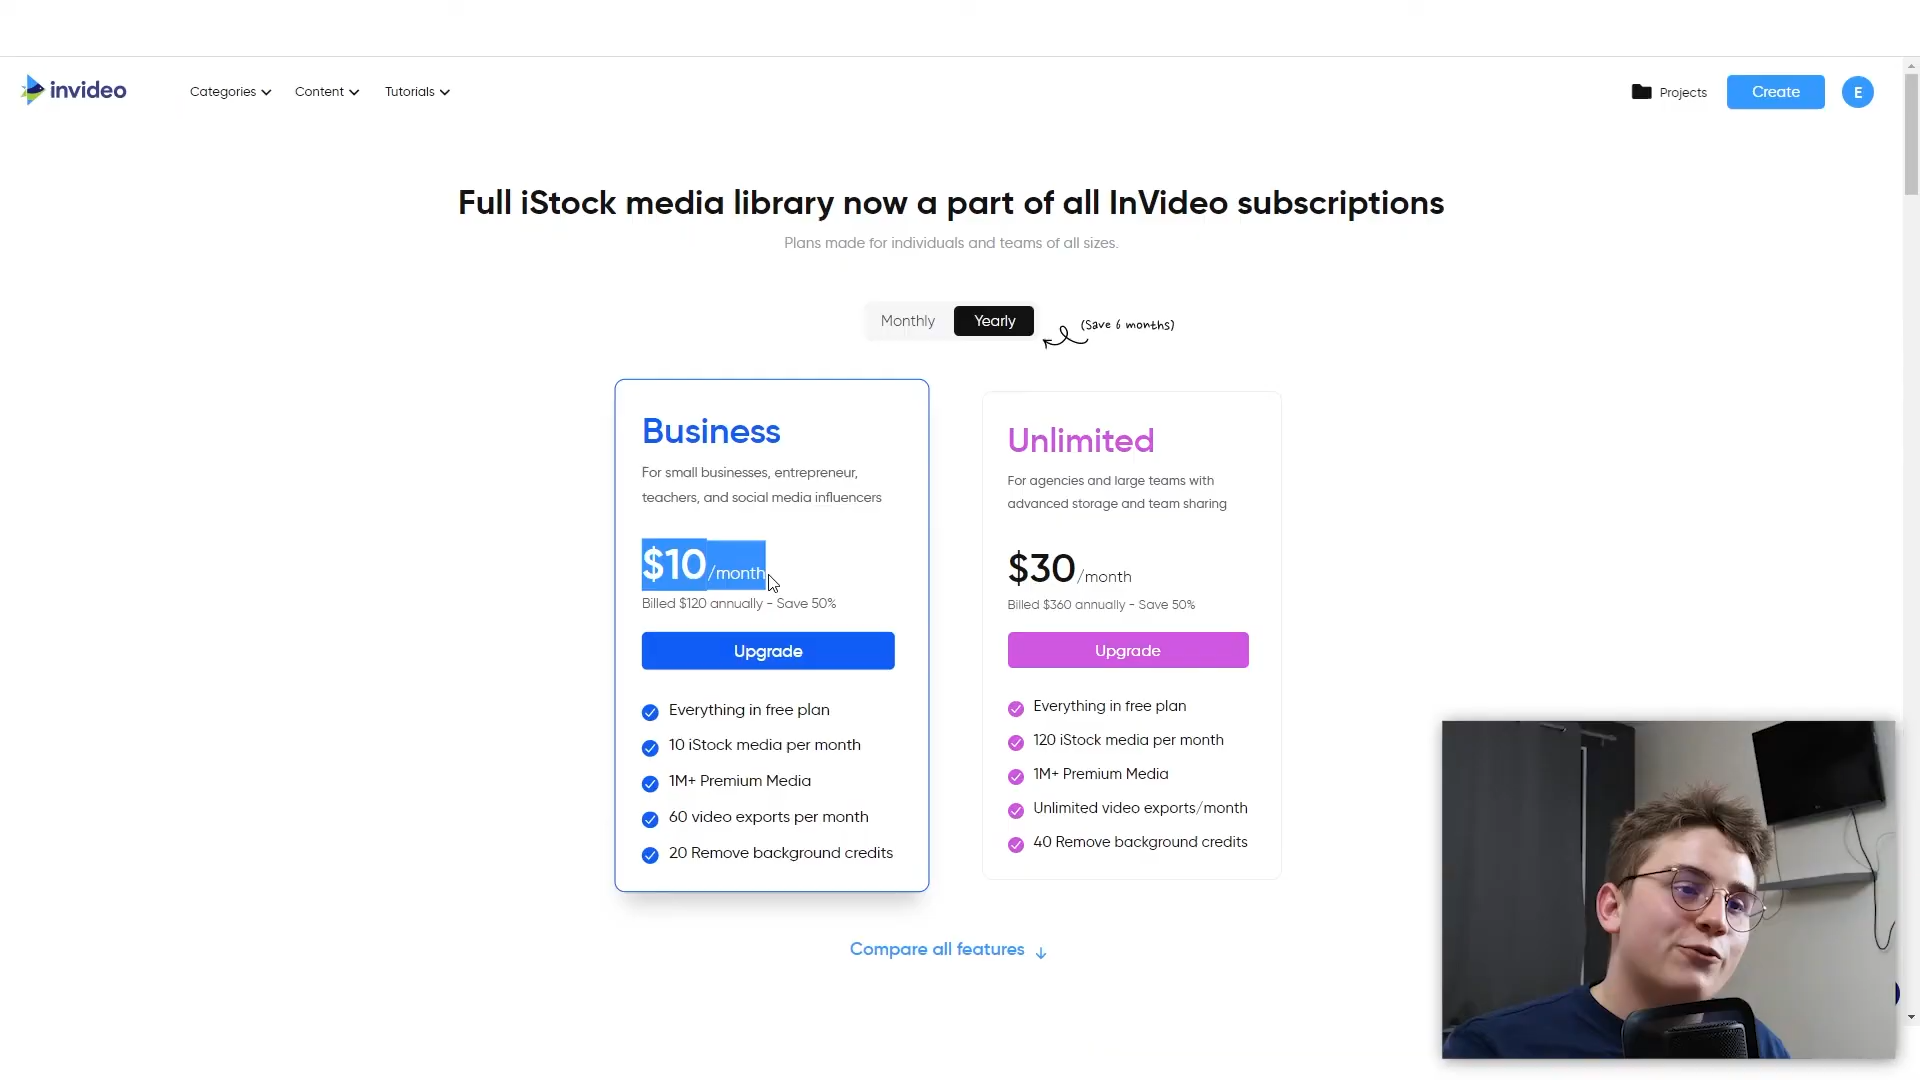 invideo
Categories
Content
Tutorials
Projects
Create
E
Full iStock media library now a part of all InVideo subscriptions
Plans made for individuals and teams of all sizes.
Monthly
Yearly
(Save 6 months)
Business
For small businesses, entrepreneur,
teachers, and social media influencers
$10/month
Billed $120 annually - Save 50%
Upgrade
Everything in free plan
10 iStock media per month
1M+ Premium Media
60 video exports per month
20 Remove background credits
Unlimited
For agencies and large teams with
advanced storage and team sharing
$30/month
Billed $360 annually - Save 50%
Upgrade
Everything in free plan
120 iStock media per month
1M+ Premium Media
Unlimited video exports/month
40 Remove background credits
Compare all features